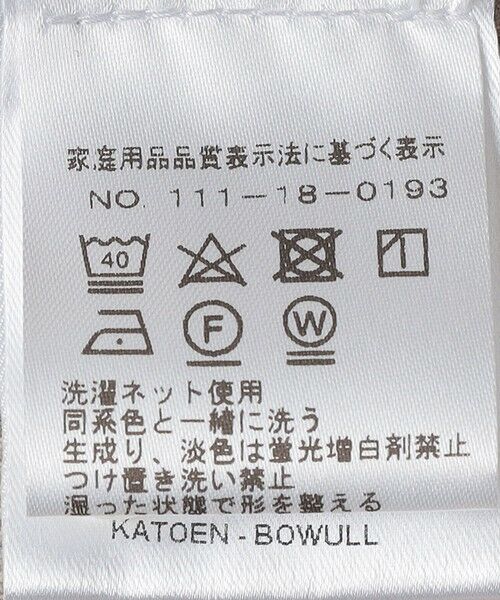 家庭用品品質表示法に基づく表示
NO. 111-18-0193
40
F W
洗濯ネット使用
同系色と一緒に洗う
生成り、淡色は蛍光増白剤禁止
つけ置き洗い禁止
湿った状態で形を整える
KATOEN - BOWULL